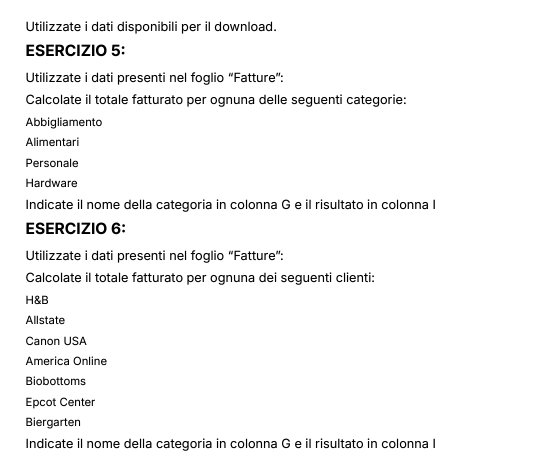 Utilizzate i dati disponibili per il download.
ESERCIZIO 5:
Utilizzate i dati presenti nel foglio “Fatture”:
Calcolate il totale fatturato per ognuna delle seguenti categorie:
Abbigliamento
Alimentari
Personale
Hardware
Indicate il nome della categoria in colonna G e il risultato in colonna I
ESERCIZIO 6:
Utilizzate i dati presenti nel foglio “Fatture”:
Calcolate il totale fatturato per ognuna dei seguenti clienti:
H&B
Allstate
Canon USA
America Online
Biobottoms
Epcot Center
Biergarten
Indicate il nome della categoria in colonna G e il risultato in colonna I